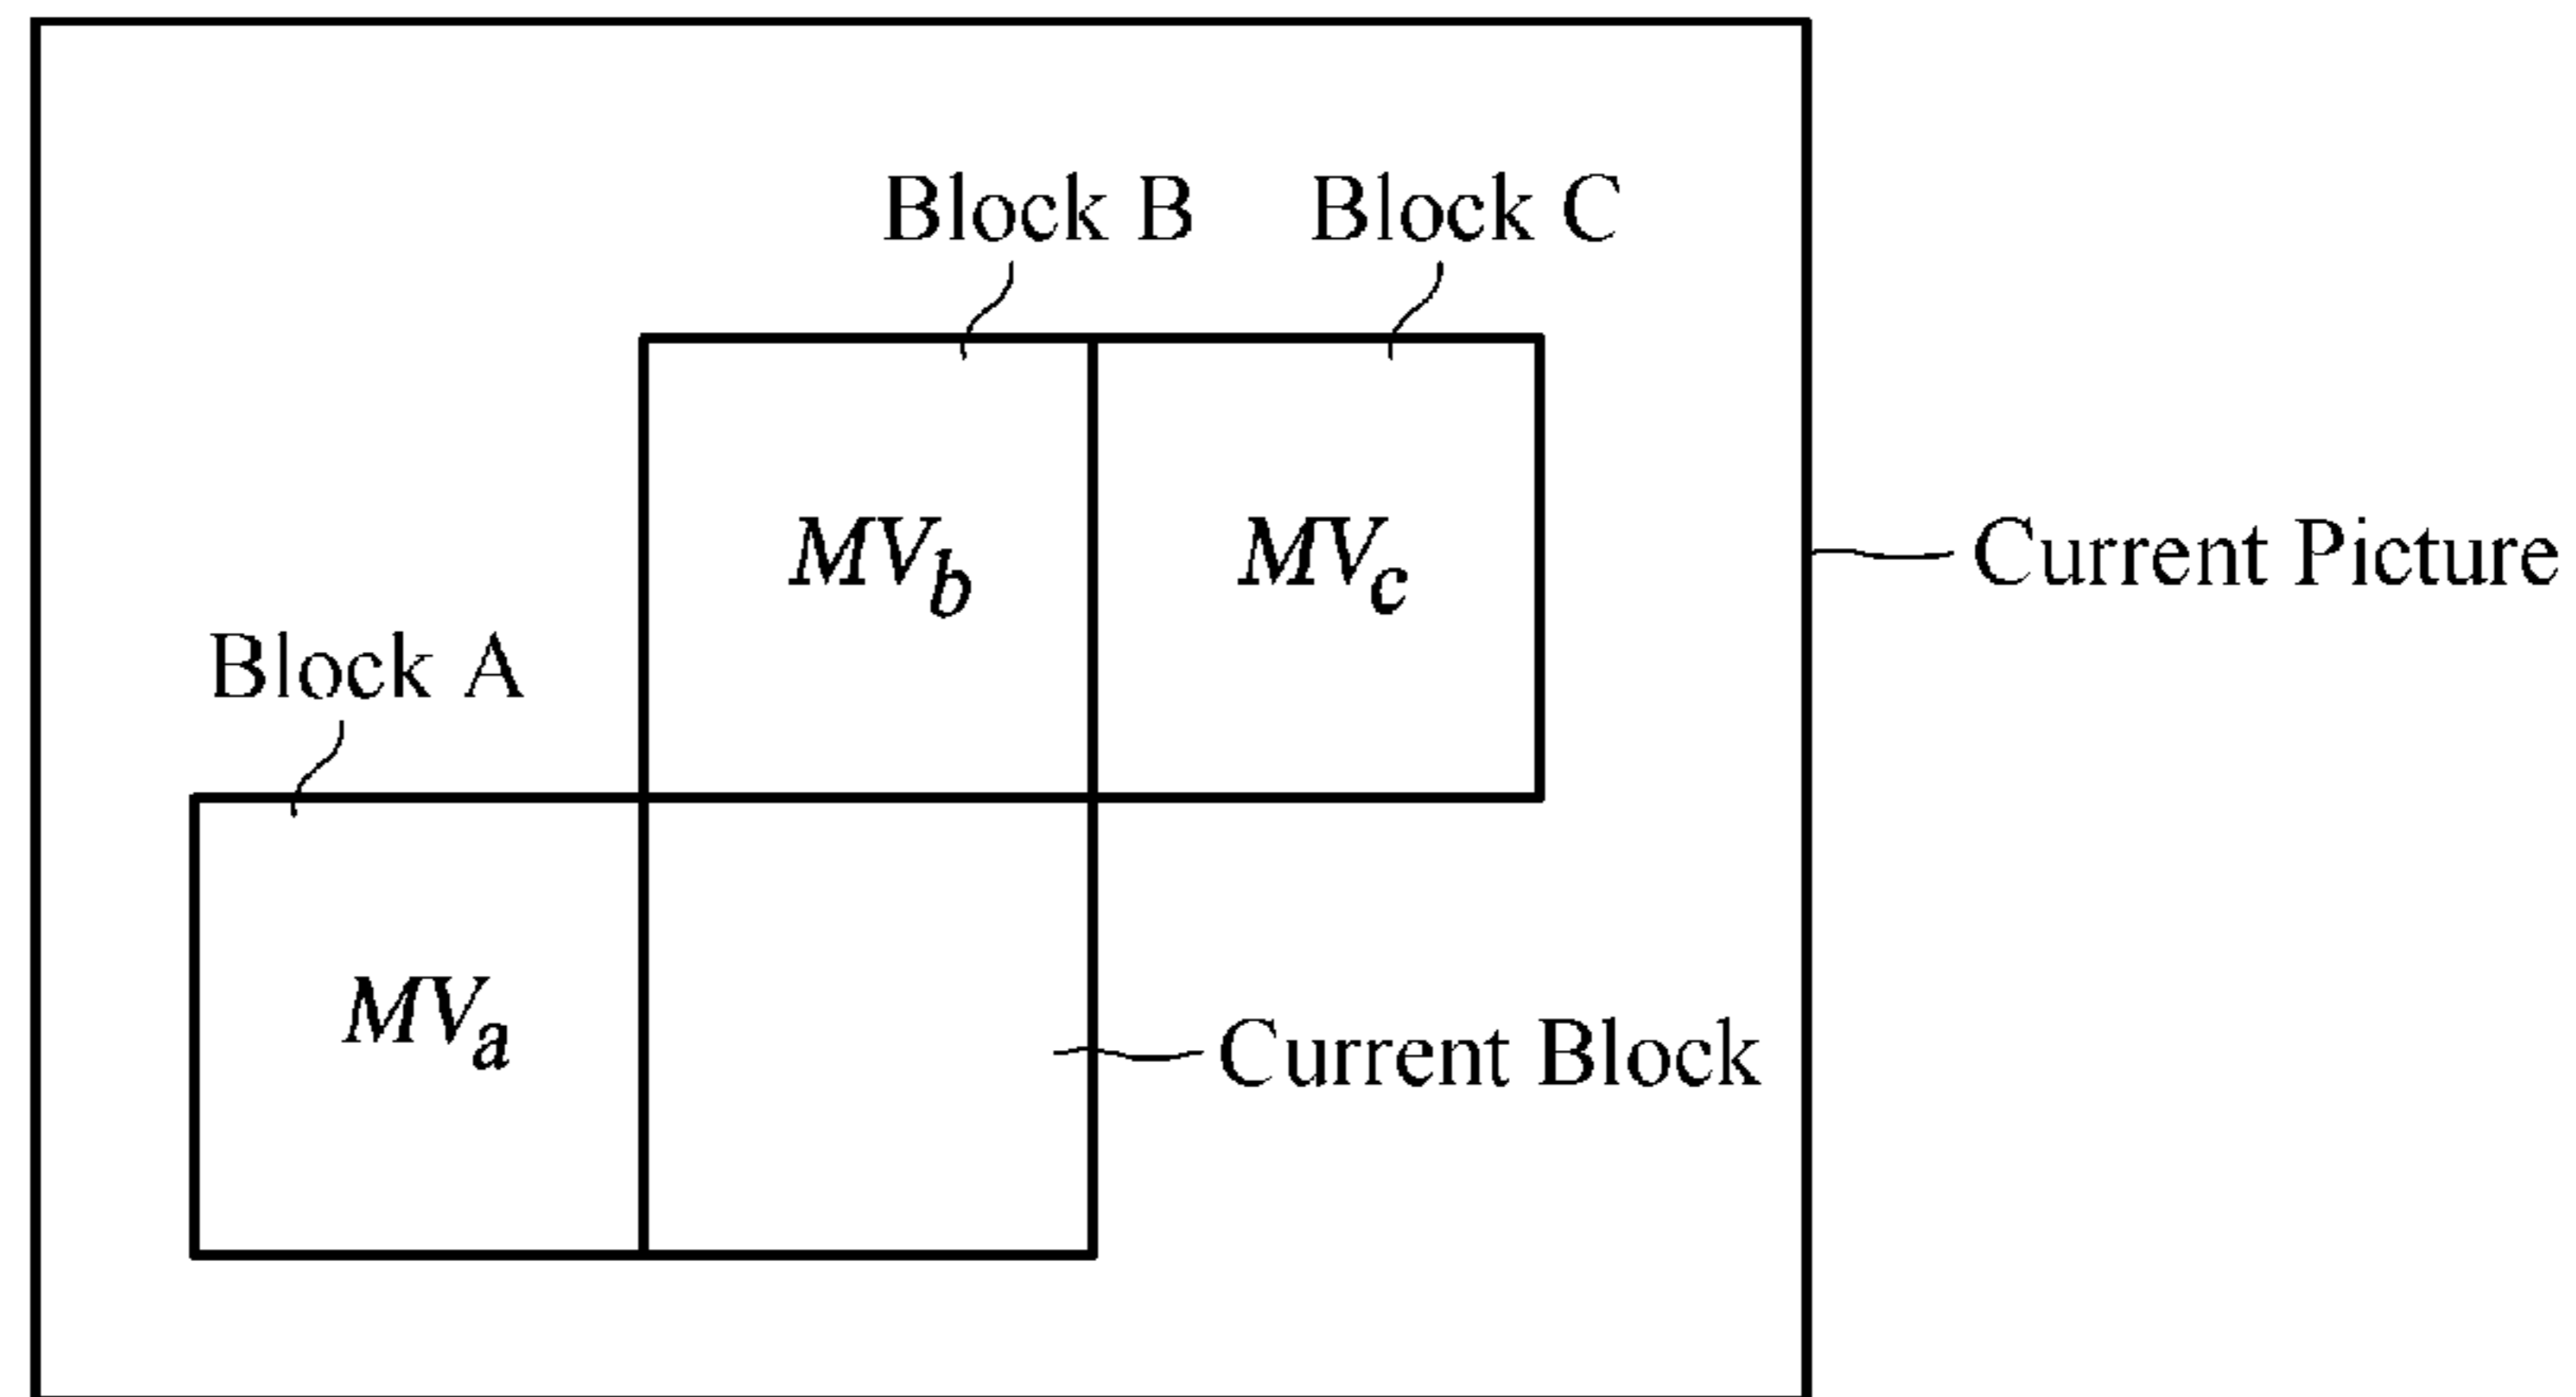 Block B
Block C
MVb
MVc
Current Picture
Block A
MVa
Current Block